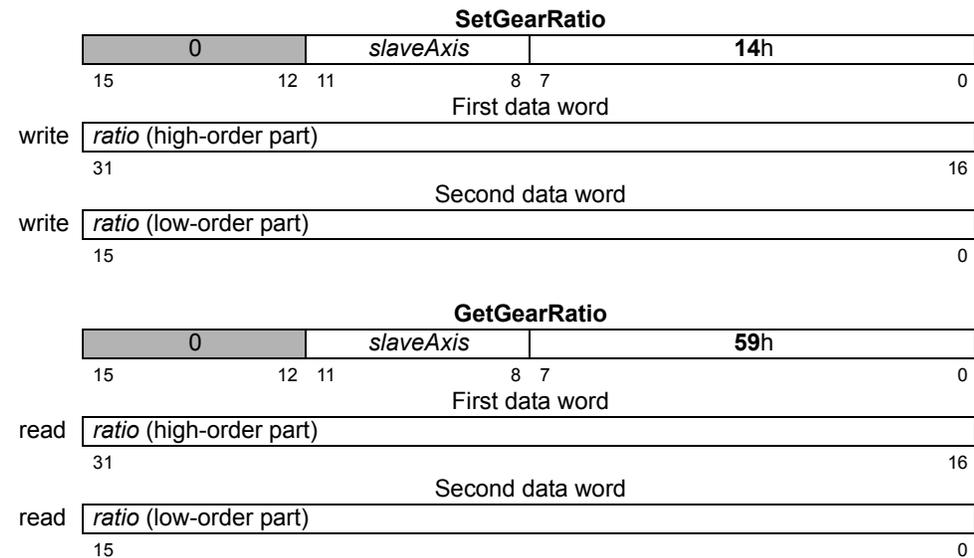 SetGearRatio
0 slaveAxis 14h
15 12 11 8 7 0
First data word
write ratio (high-order part)
31 16
Second data word
write ratio (low-order part)
15 0
GetGearRatio
0 slaveAxis 59h
15 12 11 8 7 0
First data word
read ratio (high-order part)
31 16
Second data word
read ratio (low-order part)
15 0